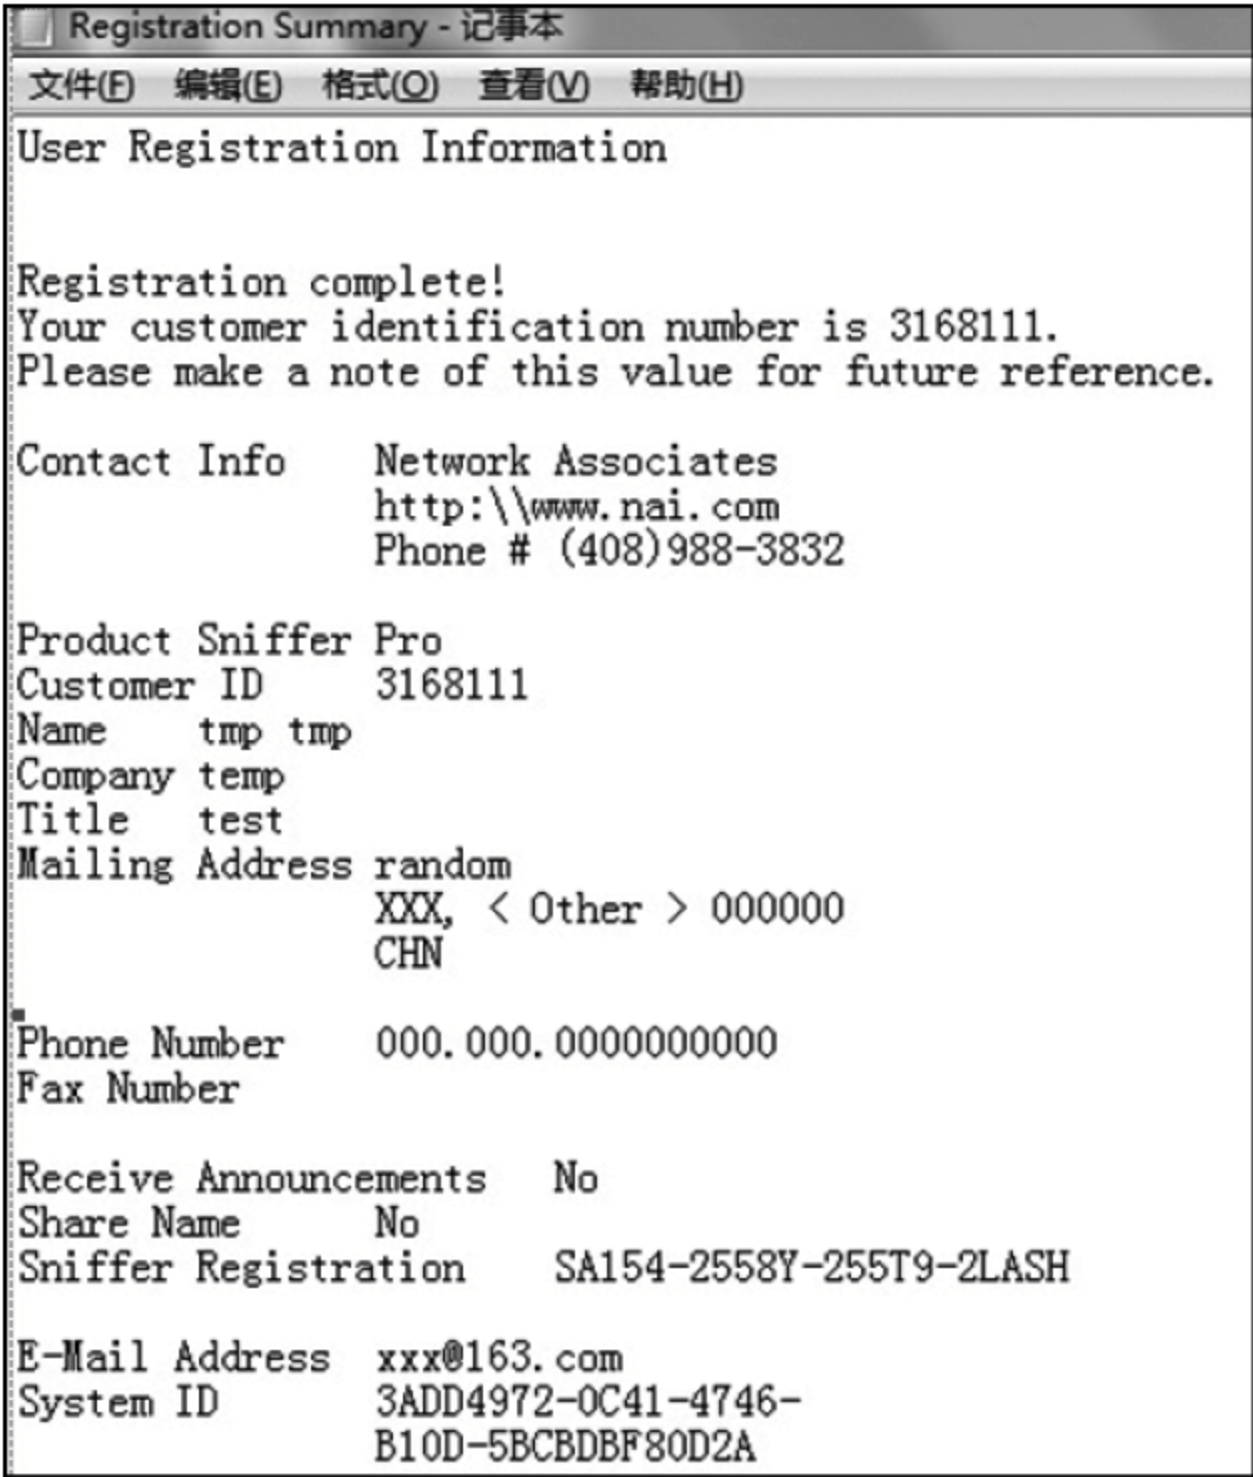 Registration Summary - 记事本
文件(F) 编辑(E) 格式(O) 查看(V) 帮助(H)
User Registration Information
Registration complete!
Your customer identification number is 3168111.
Please make a note of this value for future reference.
Contact Info Network Associates
http:\\www.nai.com
Phone # (408)988-3832
Product Sniffer Pro
Customer ID 3168111
Name tmp tmp
Company temp
Title test
Mailing Address random
XXX, < Other > 000000
CHN
Phone Number 000.000.0000000000
Fax Number
Receive Announcements No
Share Name No
Sniffer Registration SA154-2558Y-255T9-2LASH
E-Mail Address xxx@163.com
System ID 3ADD4972-0C41-4746-
B10D-5BCBDBF80D2A